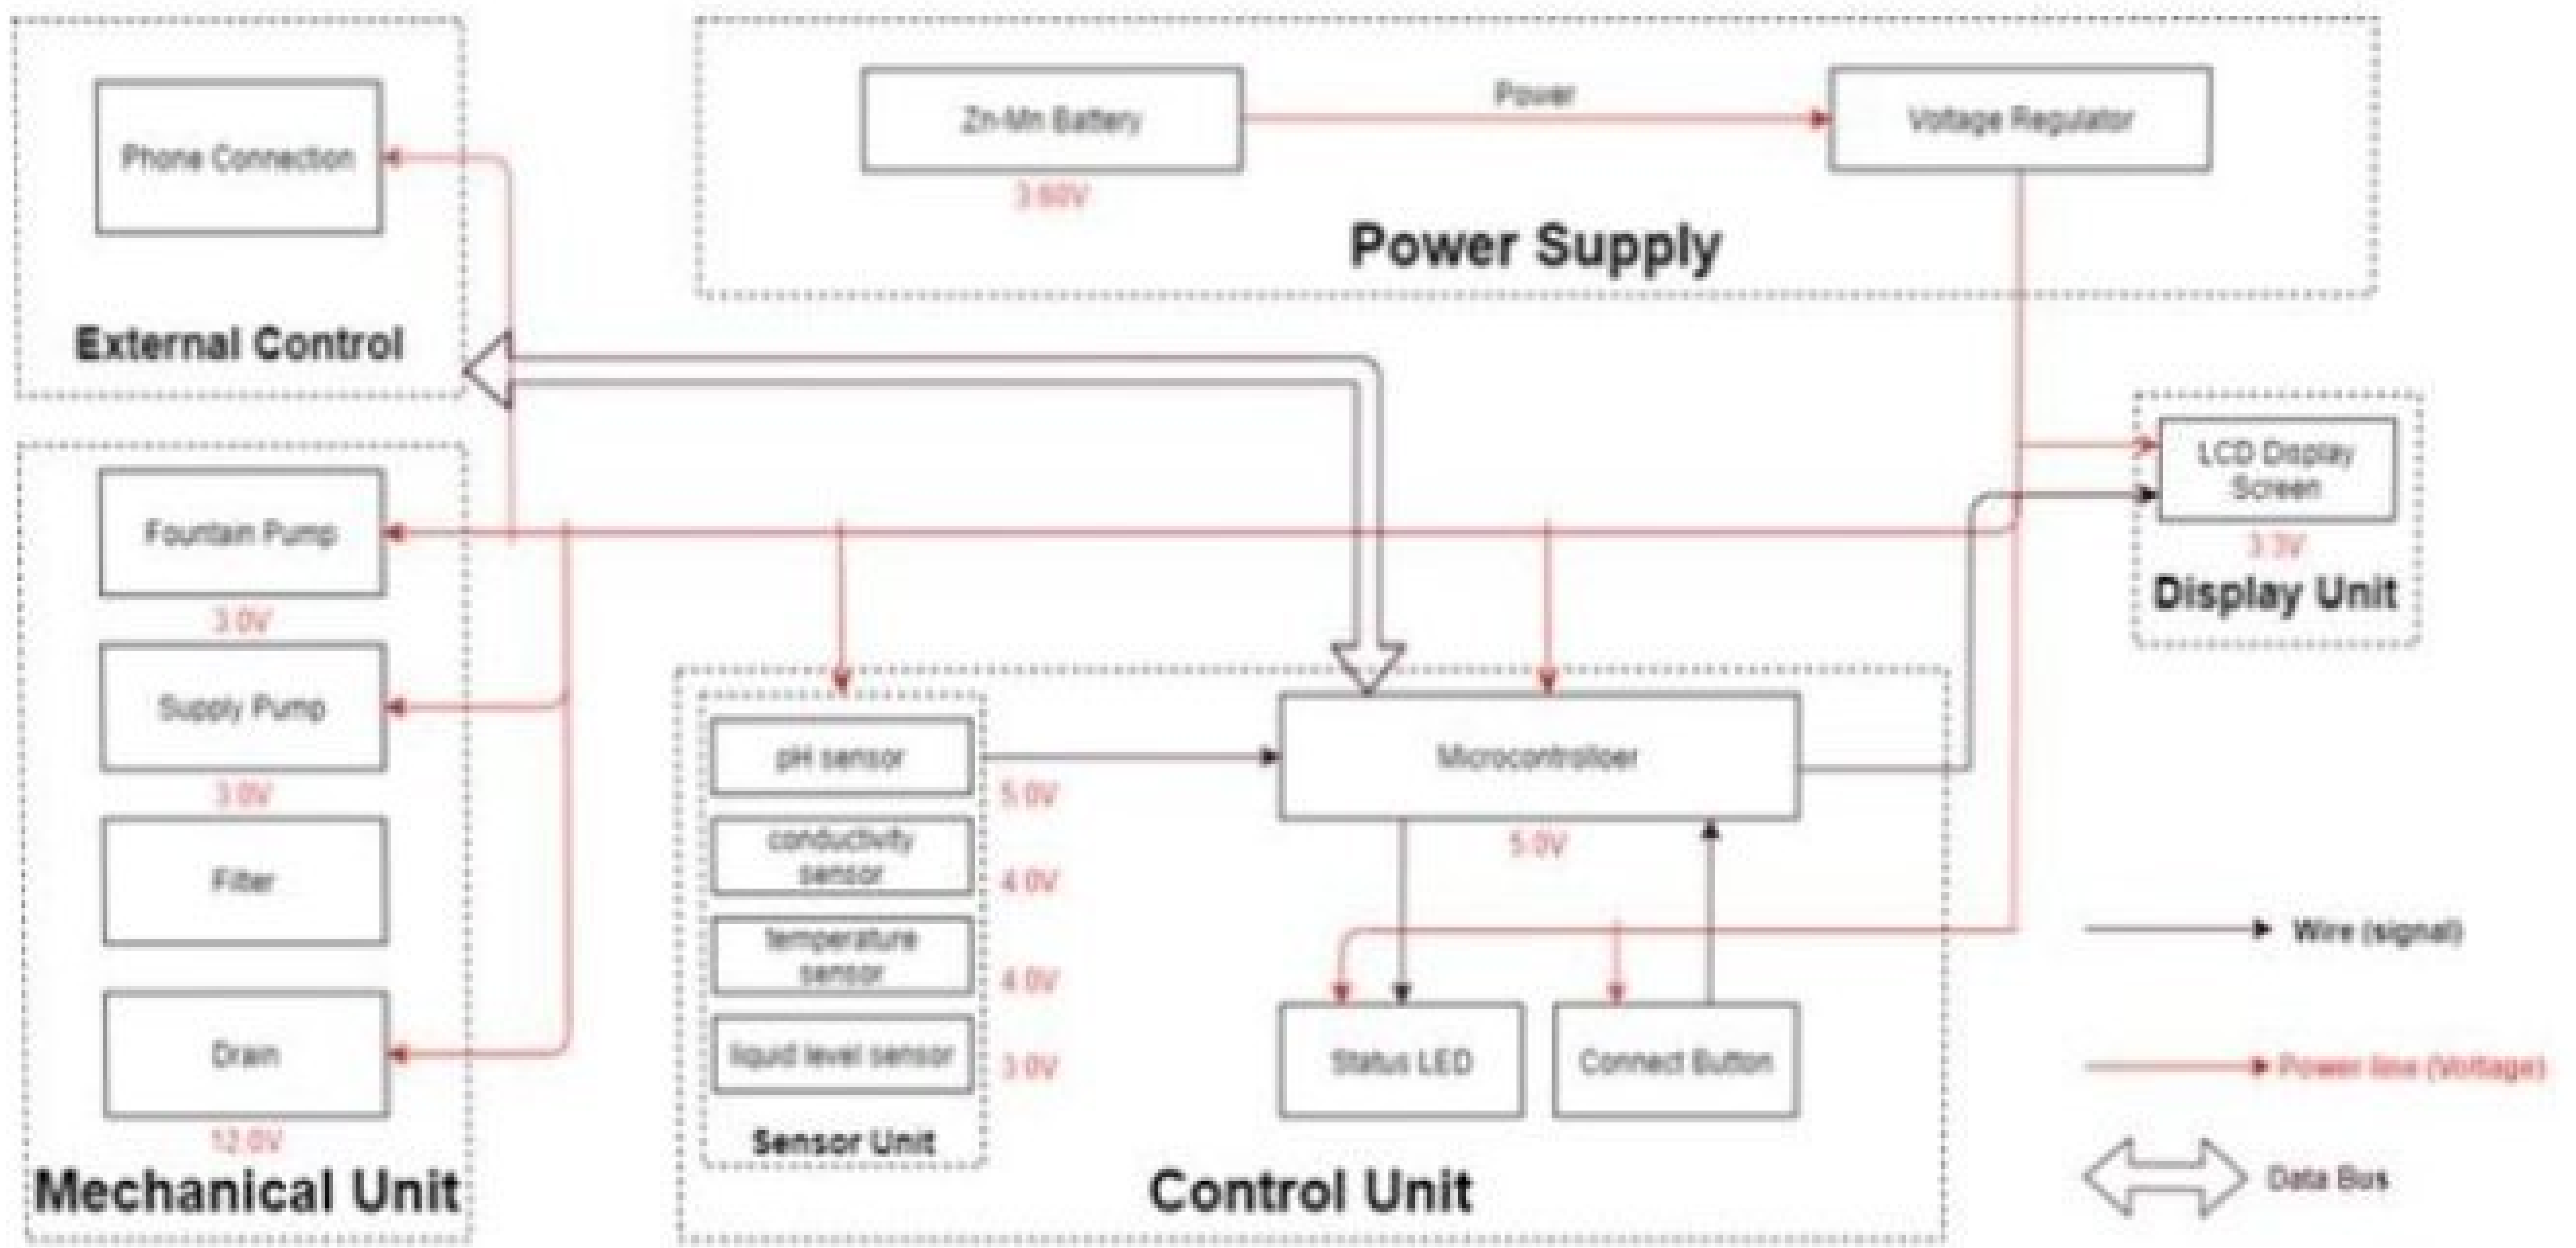 Phone Connection
External Control
Zn-Mn Battery
3.60V
Power
Voltage Regulator
Power Supply
Fountain Pump
3.0V
Supply Pump
3.0V
Filter
Drain
12.0V
Mechanical Unit
LCD Display
Screen
3.3V
Display Unit
pH sensor
5.0V
conductivity
sensor
4.0V
temperature
sensor
4.0V
liquid level sensor
3.0V
Sensor Unit
Microcontrolloer
5.0V
Status LED
Connect Button
Control Unit
Wire (signal)
Power line (Voltage)
Data Bus